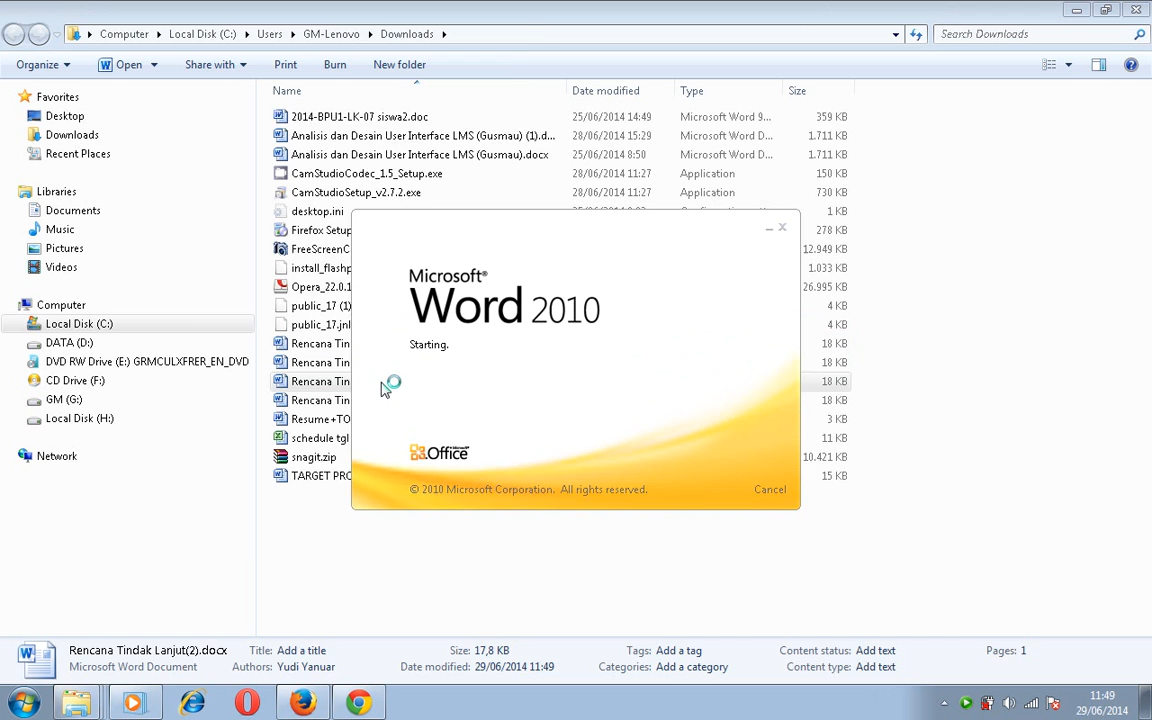 Computer Local Disk (C:) Users GM-Lenovo Downloads
Search Downloads
Organize Open Share with Print Burn New folder
Name Date modified Type Size
Favorites
Desktop
Downloads
Recent Places
Libraries
Documents
Music
Pictures
Videos
Computer
Local Disk (C:)
DATA (D:)
DVD RW Drive (E:) GRMCULXFRER_EN_DVD
CD Drive (F:)
GM (G:)
Local Disk (H:)
Network
2014-BPU1-LK-07 siswa2.doc 25/06/2014 14:49 Microsoft Word 9... 359 KB
Analisis dan Desain User Interface LMS (Gusmau) (1).d... 28/06/2014 15:29 Microsoft Word D... 1.711 KB
Analisis dan Desain User Interface LMS (Gusmau).docx 25/06/2014 8:50 Microsoft Word D... 1.711 KB
CamStudioCodec_1.5_Setup.exe 28/06/2014 11:27 Application 150 KB
CamStudioSetup_v2.7.2.exe 28/06/2014 11:27 Application 730 KB
desktop.ini 1 KB
Firefox Setup 278 KB
FreeScreenC 12.949 KB
install_flashp 1.033 KB
Opera_22.0.1 26.995 KB
public_17 (1) 4 KB
public_17.jnl 4 KB
Rencana Tin 18 KB
Rencana Tin 18 KB
Rencana Tin 18 KB
Rencana Tin 18 KB
Resume+TO 3 KB
schedule tgl 11 KB
snagit.zip 10.421 KB
TARGET PRO 15 KB
Microsoft®
Word 2010
Starting.
Microsoft Office
© 2010 Microsoft Corporation. All rights reserved. Cancel
Rencana Tindak Lanjut(2).docx Title: Add a title Size: 17,8 KB Tags: Add a tag Content status: Add text Pages: 1
Microsoft Word Document Authors: Yudi Yanuar Date modified: 29/06/2014 11:49 Categories: Add a category Content type: Add text
11:49
29/06/2014